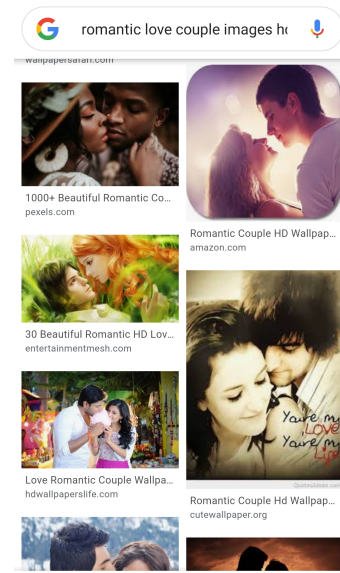 romantic love couple images h
wallpapersafari.com
1000+ Beautiful Romantic Co...
pexels.com
Romantic Couple HD Wallpap...
amazon.com
30 Beautiful Romantic HD Lov...
entertainmentmesh.com
You're my
Love
You're my
Life
Love Romantic Couple Wallpa...
hdwallpaperslife.com
Romantic Couple Hd Wallpap...
cutewallpaper.org